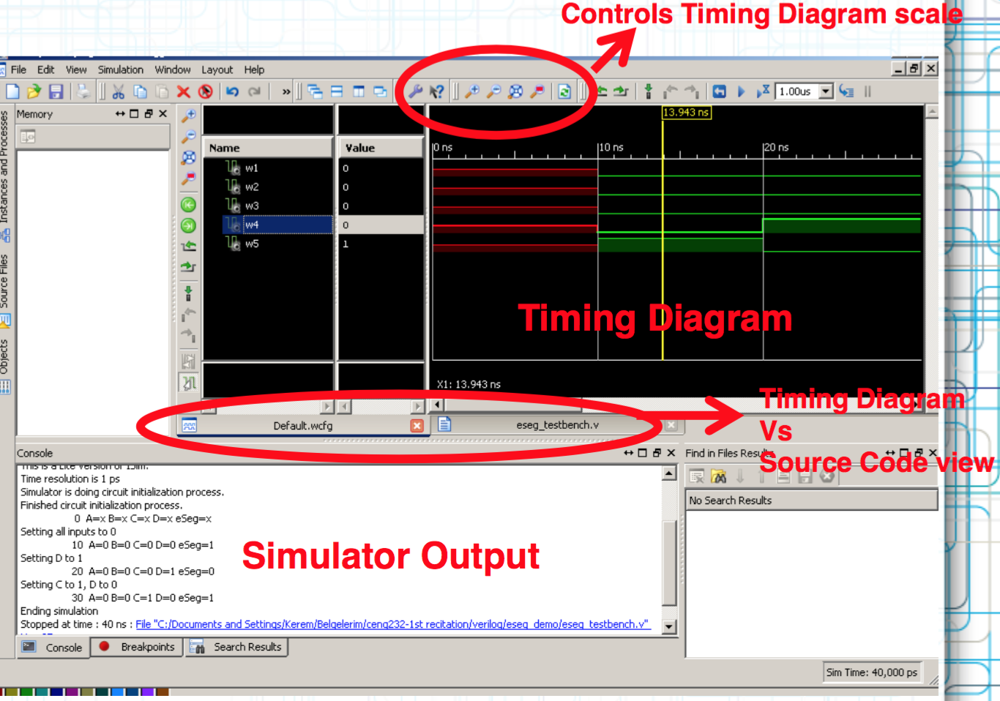 Controls Timing Diagram scale
File Edit View Simulation Window Layout Help
» 1.00us
Memory
Instances and Processes
Source Files
Objects
Name Value
w1 0
w2 0
w3 0
w4 0
w5 1
13.943 ns
0 ns 10 ns 20 ns
Timing Diagram
X1: 13.943 ns
Default.wcfg eseg_testbench.v
Timing Diagram
Vs
Source Code view
Console
This is a Lite version of ISim.
Time resolution is 1 ps
Simulator is doing circuit initialization process.
Finished circuit initialization process.
0 A=x B=x C=x D=x eSeg=x
Setting all inputs to 0
10 A=0 B=0 C=0 D=0 eSeg=1
Setting D to 1
20 A=0 B=0 C=0 D=1 eSeg=0
Setting C to 1, D to 0
30 A=0 B=0 C=1 D=0 eSeg=1
Ending simulation
Stopped at time : 40 ns : File "C:/Documents and Settings/Kerem/Belgelerim/ceng232-1st recitation/verilog/eseg_demo/eseg_testbench.v"
Simulator Output
Find in Files Results
No Search Results
Console Breakpoints Search Results
Sim Time: 40,000 ps